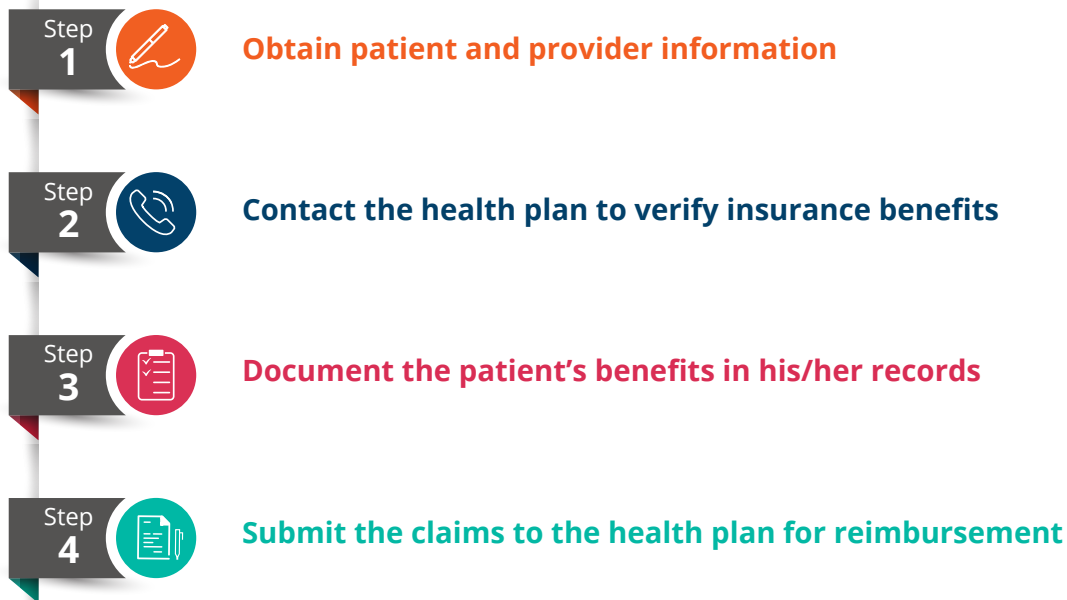 Step
1
Obtain patient and provider information
Step
2
Contact the health plan to verify insurance benefits
Step
3
Document the patient’s benefits in his/her records
Step
4
Submit the claims to the health plan for reimbursement